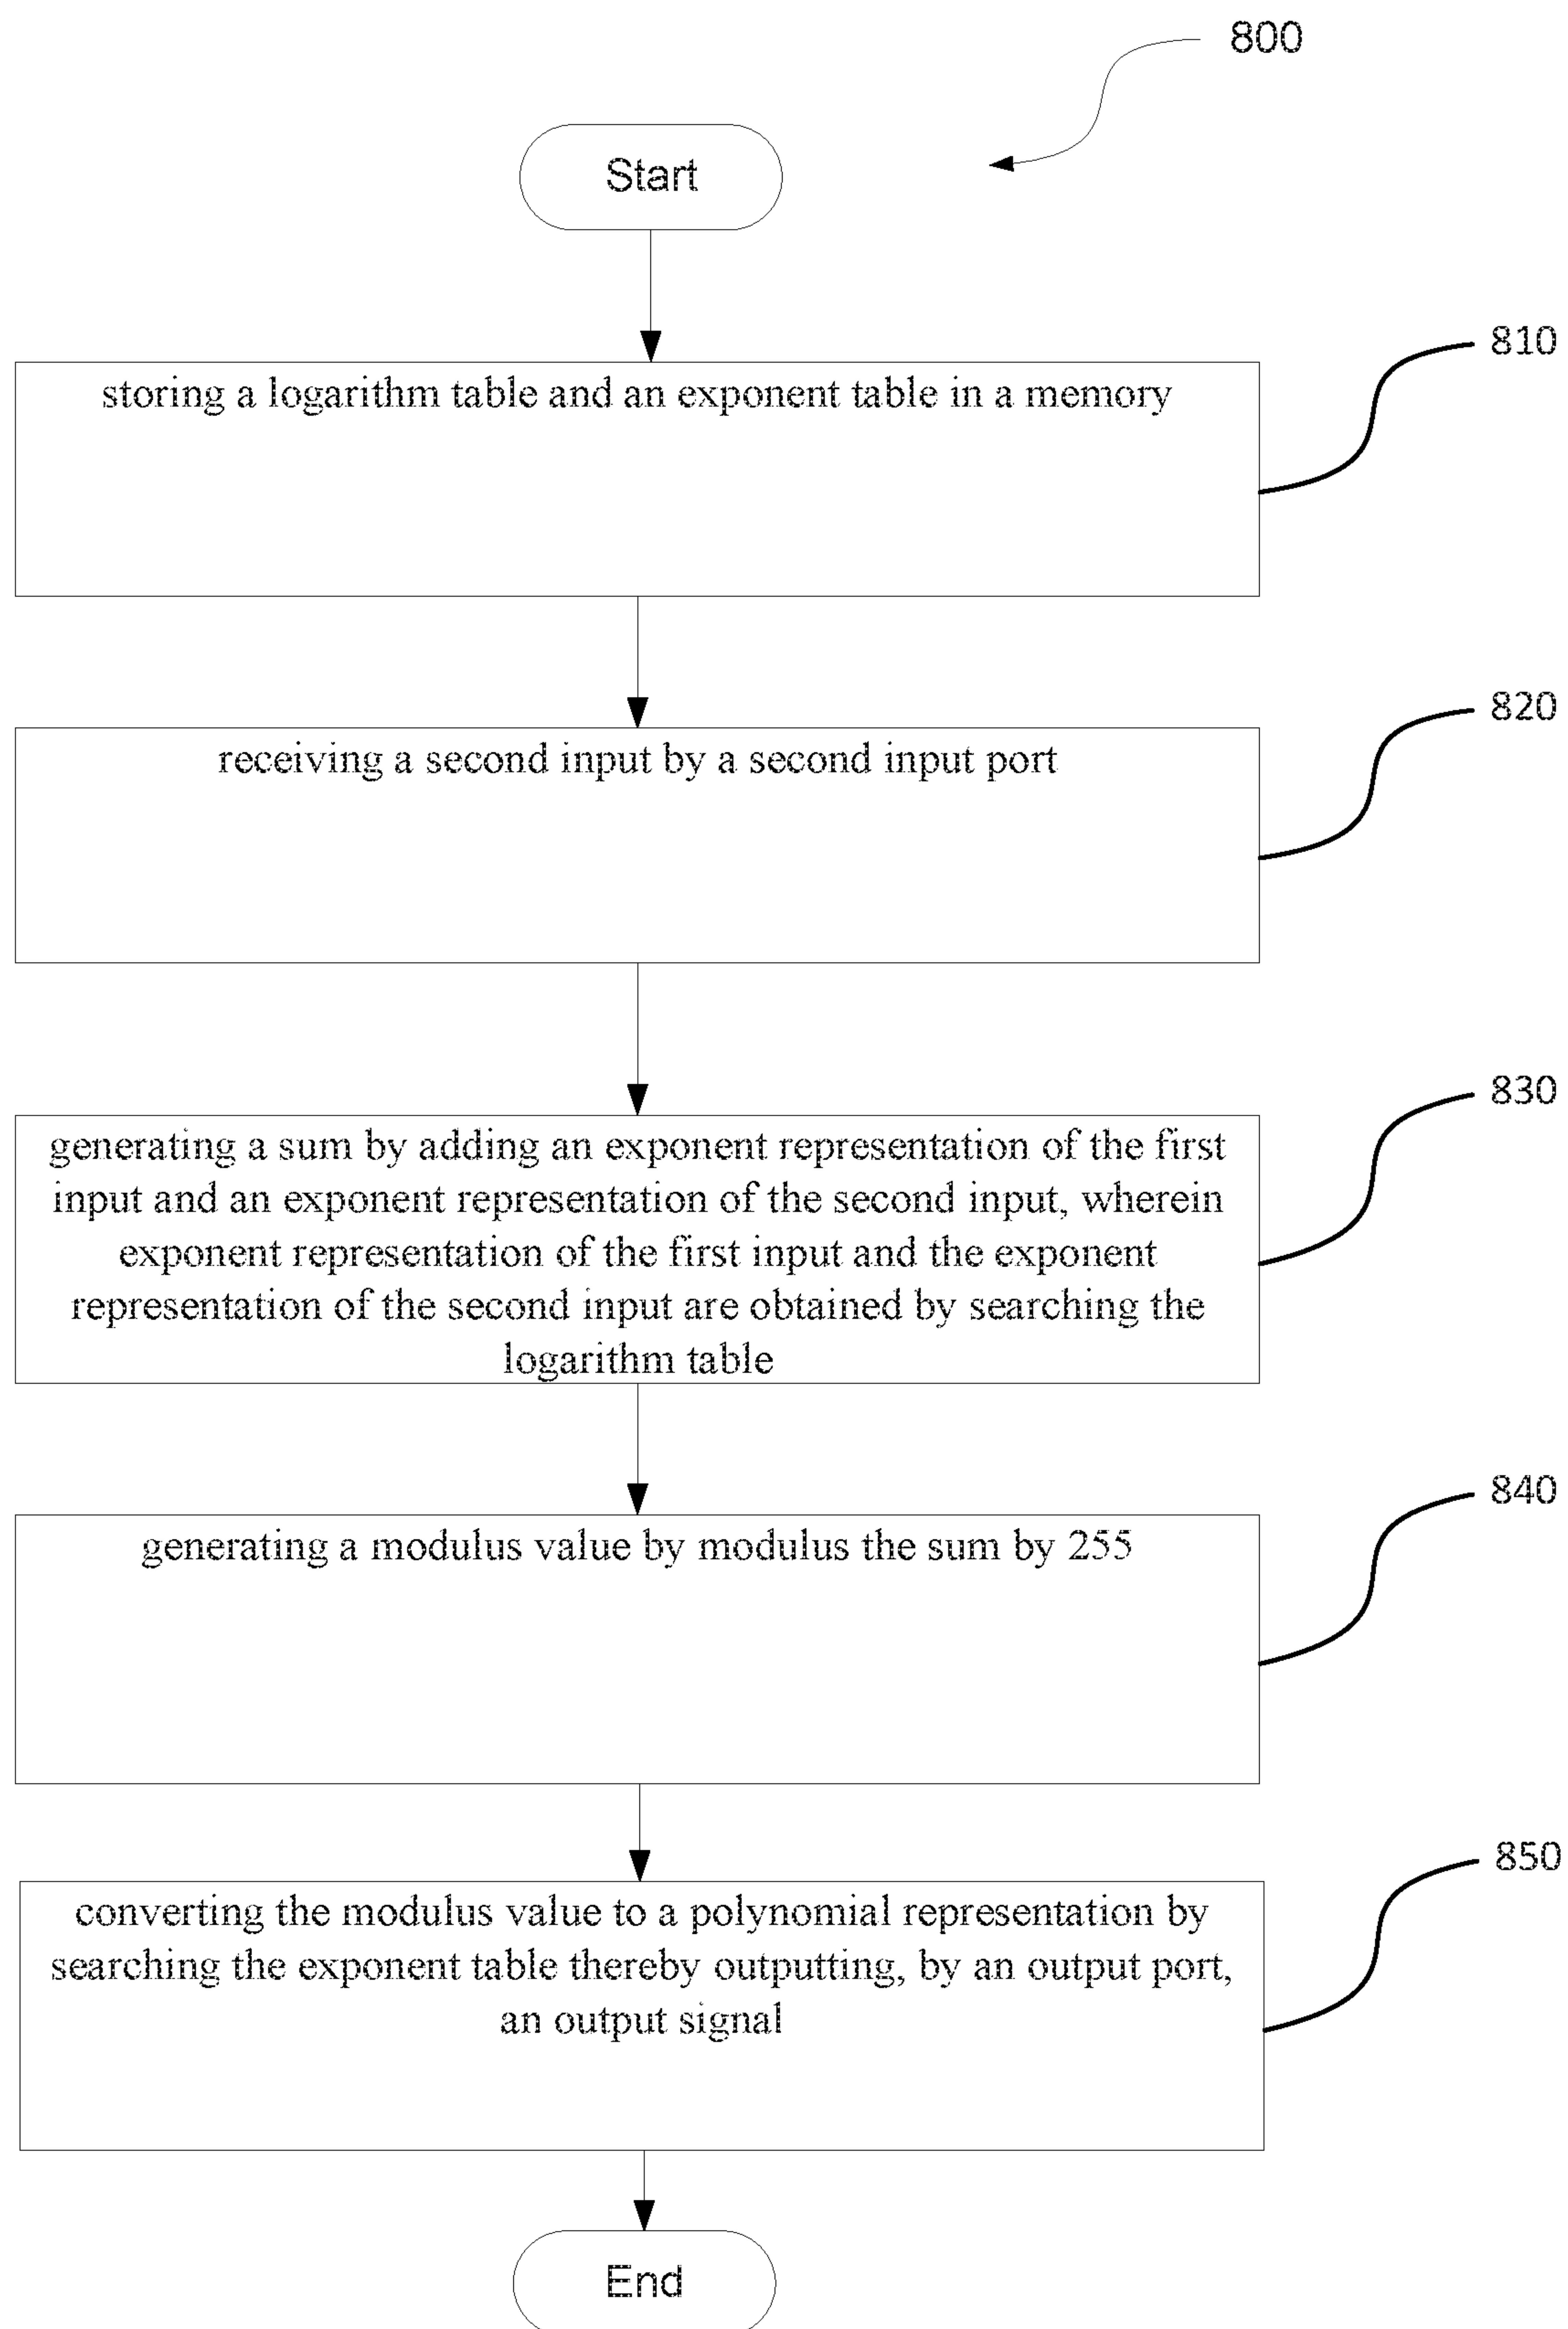 800
Start
810
storing a logarithm table and an exponent table in a memory
820
receiving a second input by a second input port
830
generating a sum by adding an exponent representation of the first
input and an exponent representation of the second input, wherein
exponent representation of the first input and the exponent
representation of the second input are obtained by searching the
logarithm table
840
generating a modulus value by modulus the sum by 255
850
converting the modulus value to a polynomial representation by
searching the exponent table thereby outputting, by an output port,
an output signal
End